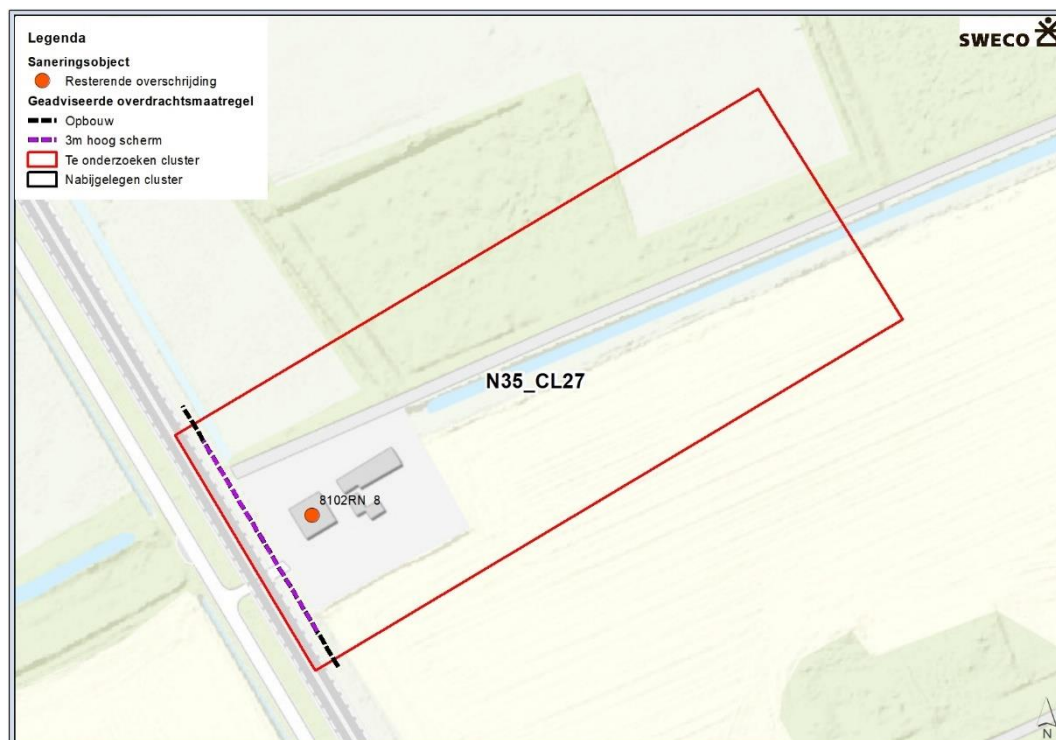 Legenda
Saneringsobject
Resterende overschrijding
Geadviseerde overdrachtsmaatregel
Opbouw
3m hoog scherm
Te onderzoeken cluster
Nabijgelegen cluster
SWECO
N35_CL27
8102RN_8
N